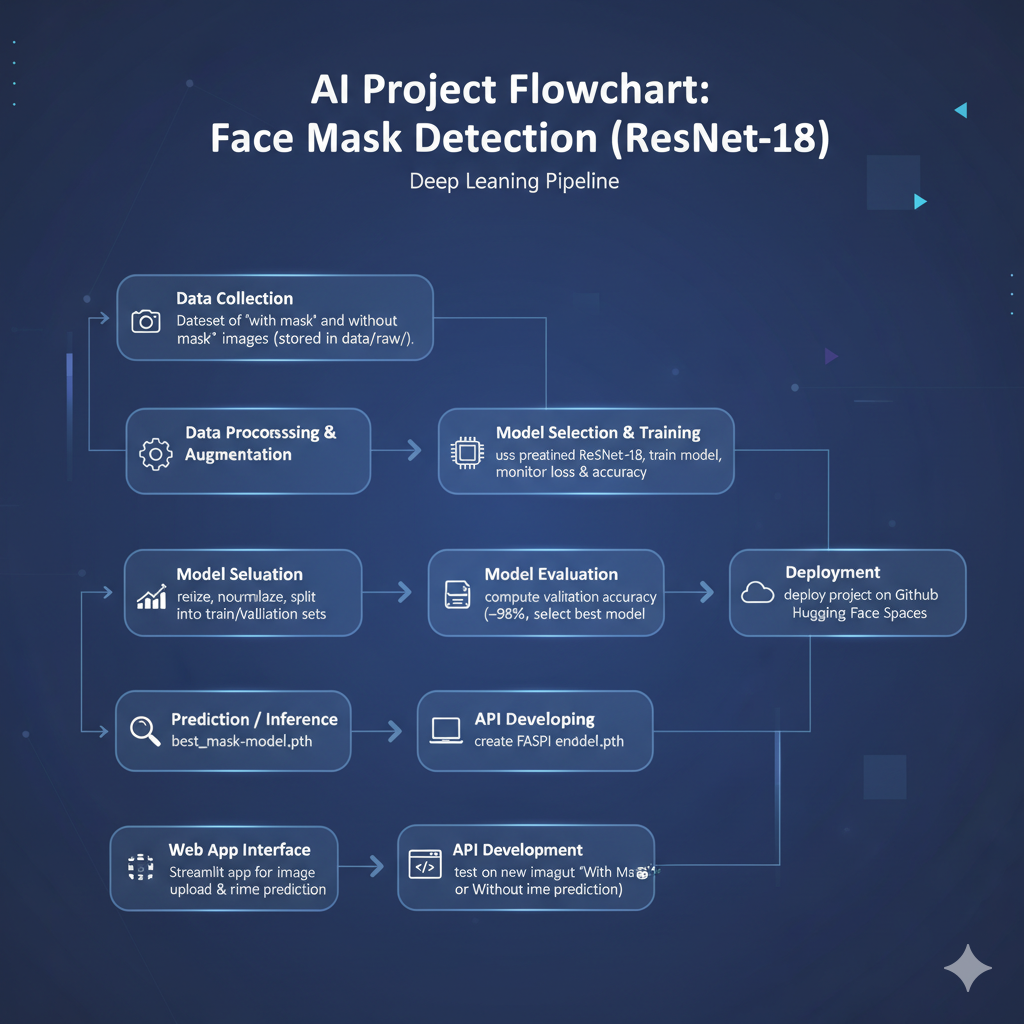 AI Project Flowchart:
Face Mask Detection (ResNet-18)
Deep Leaning Pipeline
Data Collection
Dateset of "with mask' and without
mask" images (stored in data/raw/).
Data Procorsssing &
Augmentation
Model Selection & Training
uss preatined ReSNet-18, train model,
monitor loss & accuracy
Model Seluation
reiize, nourmlaze, split
into train/Vallliation sets
Model Evaluation
compute valiration accuracy
(–98%, select best model
Deployment
deploy project on Github
Hugging Face Spaces
Prediction / Inference
best_mask-model.pth
API Developing
create FASPI endel.pth
Web App Interface
Streamlit app for image
upload & rime prediction
API Development
test on new imagut "With Ma
or Without ime prediction)